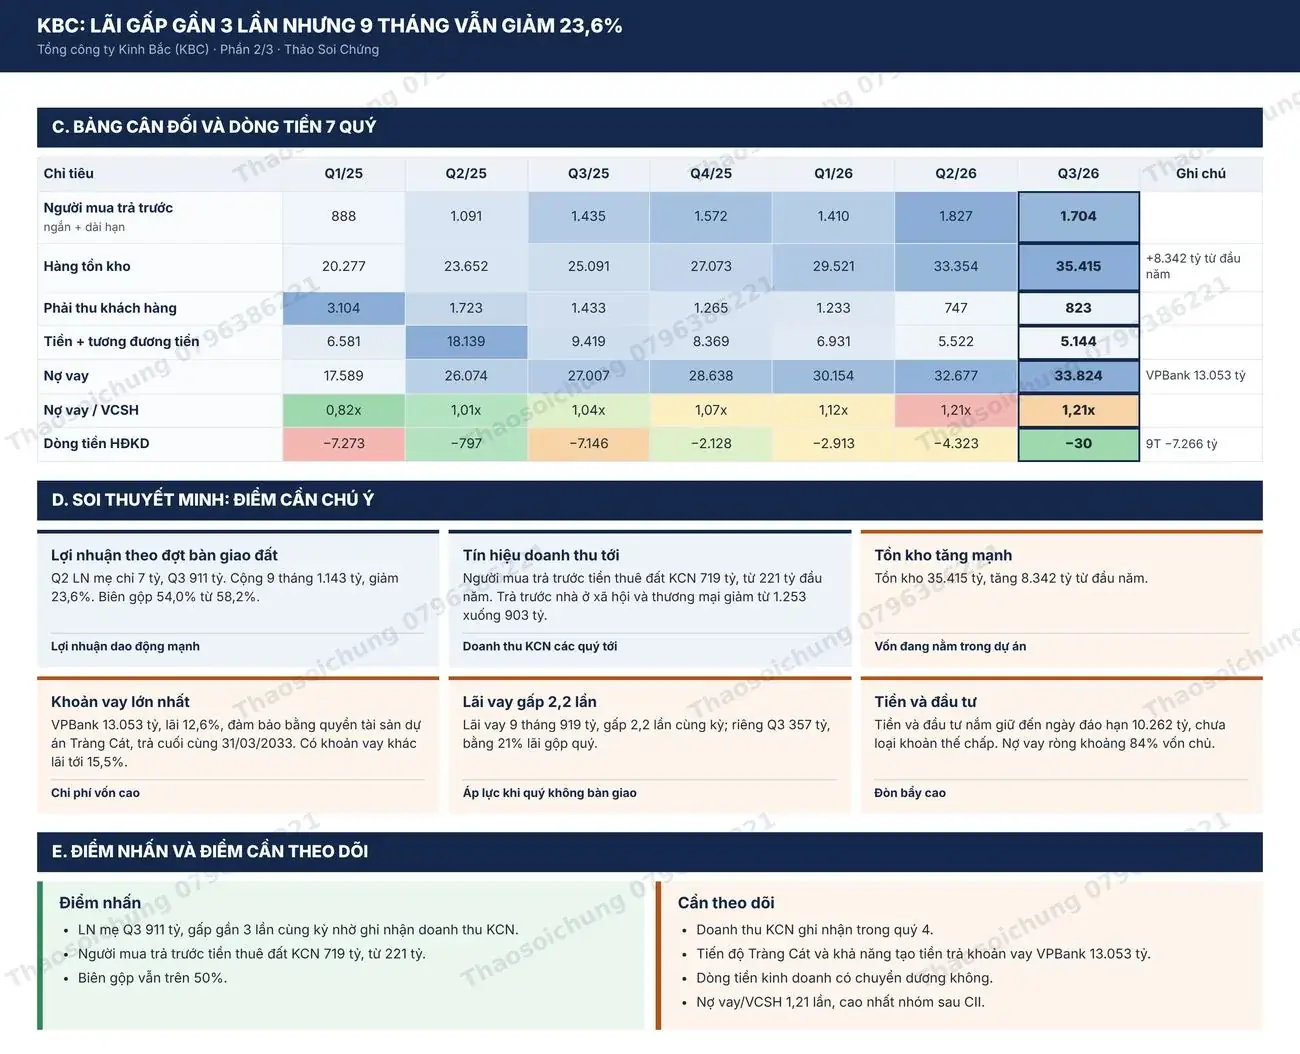 KBC: LÃI GẤP GẦN 3 LẦN NHƯNG 9 THÁNG VẪN GIẢM 23,6%
Tổng công ty Kinh Bắc (KBC) · Phần 2/3 · Thảo Soi Chứng
C. BẢNG CÂN ĐỐI VÀ DÒNG TIỀN 7 QUÝ
Chỉ tiêu Q1/25 Q2/25 Q3/25 Q4/25 Q1/26 Q2/26 Q3/26 Ghi chú
Người mua trả trước 888 1.091 1.435 1.572 1.410 1.827 1.704
ngắn + dài hạn
Hàng tồn kho 20.277 23.652 25.091 27.073 29.521 33.354 35.415 +8.342 tỷ từ đầu
năm
Phải thu khách hàng 3.104 1.723 1.433 1.265 1.233 747 823
Tiền + tương đương tiền 6.581 18.139 9.419 8.369 6.931 5.522 5.144
Nợ vay 17.589 26.074 27.007 28.638 30.154 32.677 33.824 VPBank 13.053 tỷ
Nợ vay / VCSH 0,82x 1,01x 1,04x 1,07x 1,12x 1,21x 1,21x
Dòng tiền HĐKD −7.273 −797 −7.146 −2.128 −2.913 −4.323 −30 9T −7.266 tỷ
D. SOI THUYẾT MINH: ĐIỂM CẦN CHÚ Ý
Lợi nhuận theo đợt bàn giao đất
Q2 LN mẹ chỉ 7 tỷ, Q3 911 tỷ. Cộng 9 tháng 1.143 tỷ, giảm
23,6%. Biên gộp 54,0% từ 58,2%.
Lợi nhuận dao động mạnh
Tín hiệu doanh thu tới
Người mua trả trước tiền thuê đất KCN 719 tỷ, từ 221 tỷ đầu
năm. Trả trước nhà ở xã hội và thương mại giảm từ 1.253
xuống 903 tỷ.
Doanh thu KCN các quý tới
Tồn kho tăng mạnh
Tồn kho 35.415 tỷ, tăng 8.342 tỷ từ đầu năm.
Vốn đang nằm trong dự án
Khoản vay lớn nhất
VPBank 13.053 tỷ, lãi 12,6%, đảm bảo bằng quyền tài sản dự
án Tràng Cát, trả cuối cùng 31/03/2033. Có khoản vay khác
lãi tới 15,5%.
Chi phí vốn cao
Lãi vay gấp 2,2 lần
Lãi vay 9 tháng 919 tỷ, gấp 2,2 lần cùng kỳ; riêng Q3 357 tỷ,
bằng 21% lãi gộp quý.
Áp lực khi quý không bàn giao
Tiền và đầu tư
Tiền và đầu tư nắm giữ đến ngày đáo hạn 10.262 tỷ, chưa
loại khoản thế chấp. Nợ vay ròng khoảng 84% vốn chủ.
Đòn bẩy cao
E. ĐIỂM NHẤN VÀ ĐIỂM CẦN THEO DÕI
Điểm nhấn
• LN mẹ Q3 911 tỷ, gấp gần 3 lần cùng kỳ nhờ ghi nhận doanh thu KCN.
• Người mua trả trước tiền thuê đất KCN 719 tỷ, từ 221 tỷ.
• Biên gộp vẫn trên 50%.
Cần theo dõi
• Doanh thu KCN ghi nhận trong quý 4.
• Tiến độ Tràng Cát và khả năng tạo tiền trả khoản vay VPBank 13.053 tỷ.
• Dòng tiền kinh doanh có chuyển dương không.
• Nợ vay/VCSH 1,21 lần, cao nhất nhóm sau CII.
Thaosoichung 0796386221